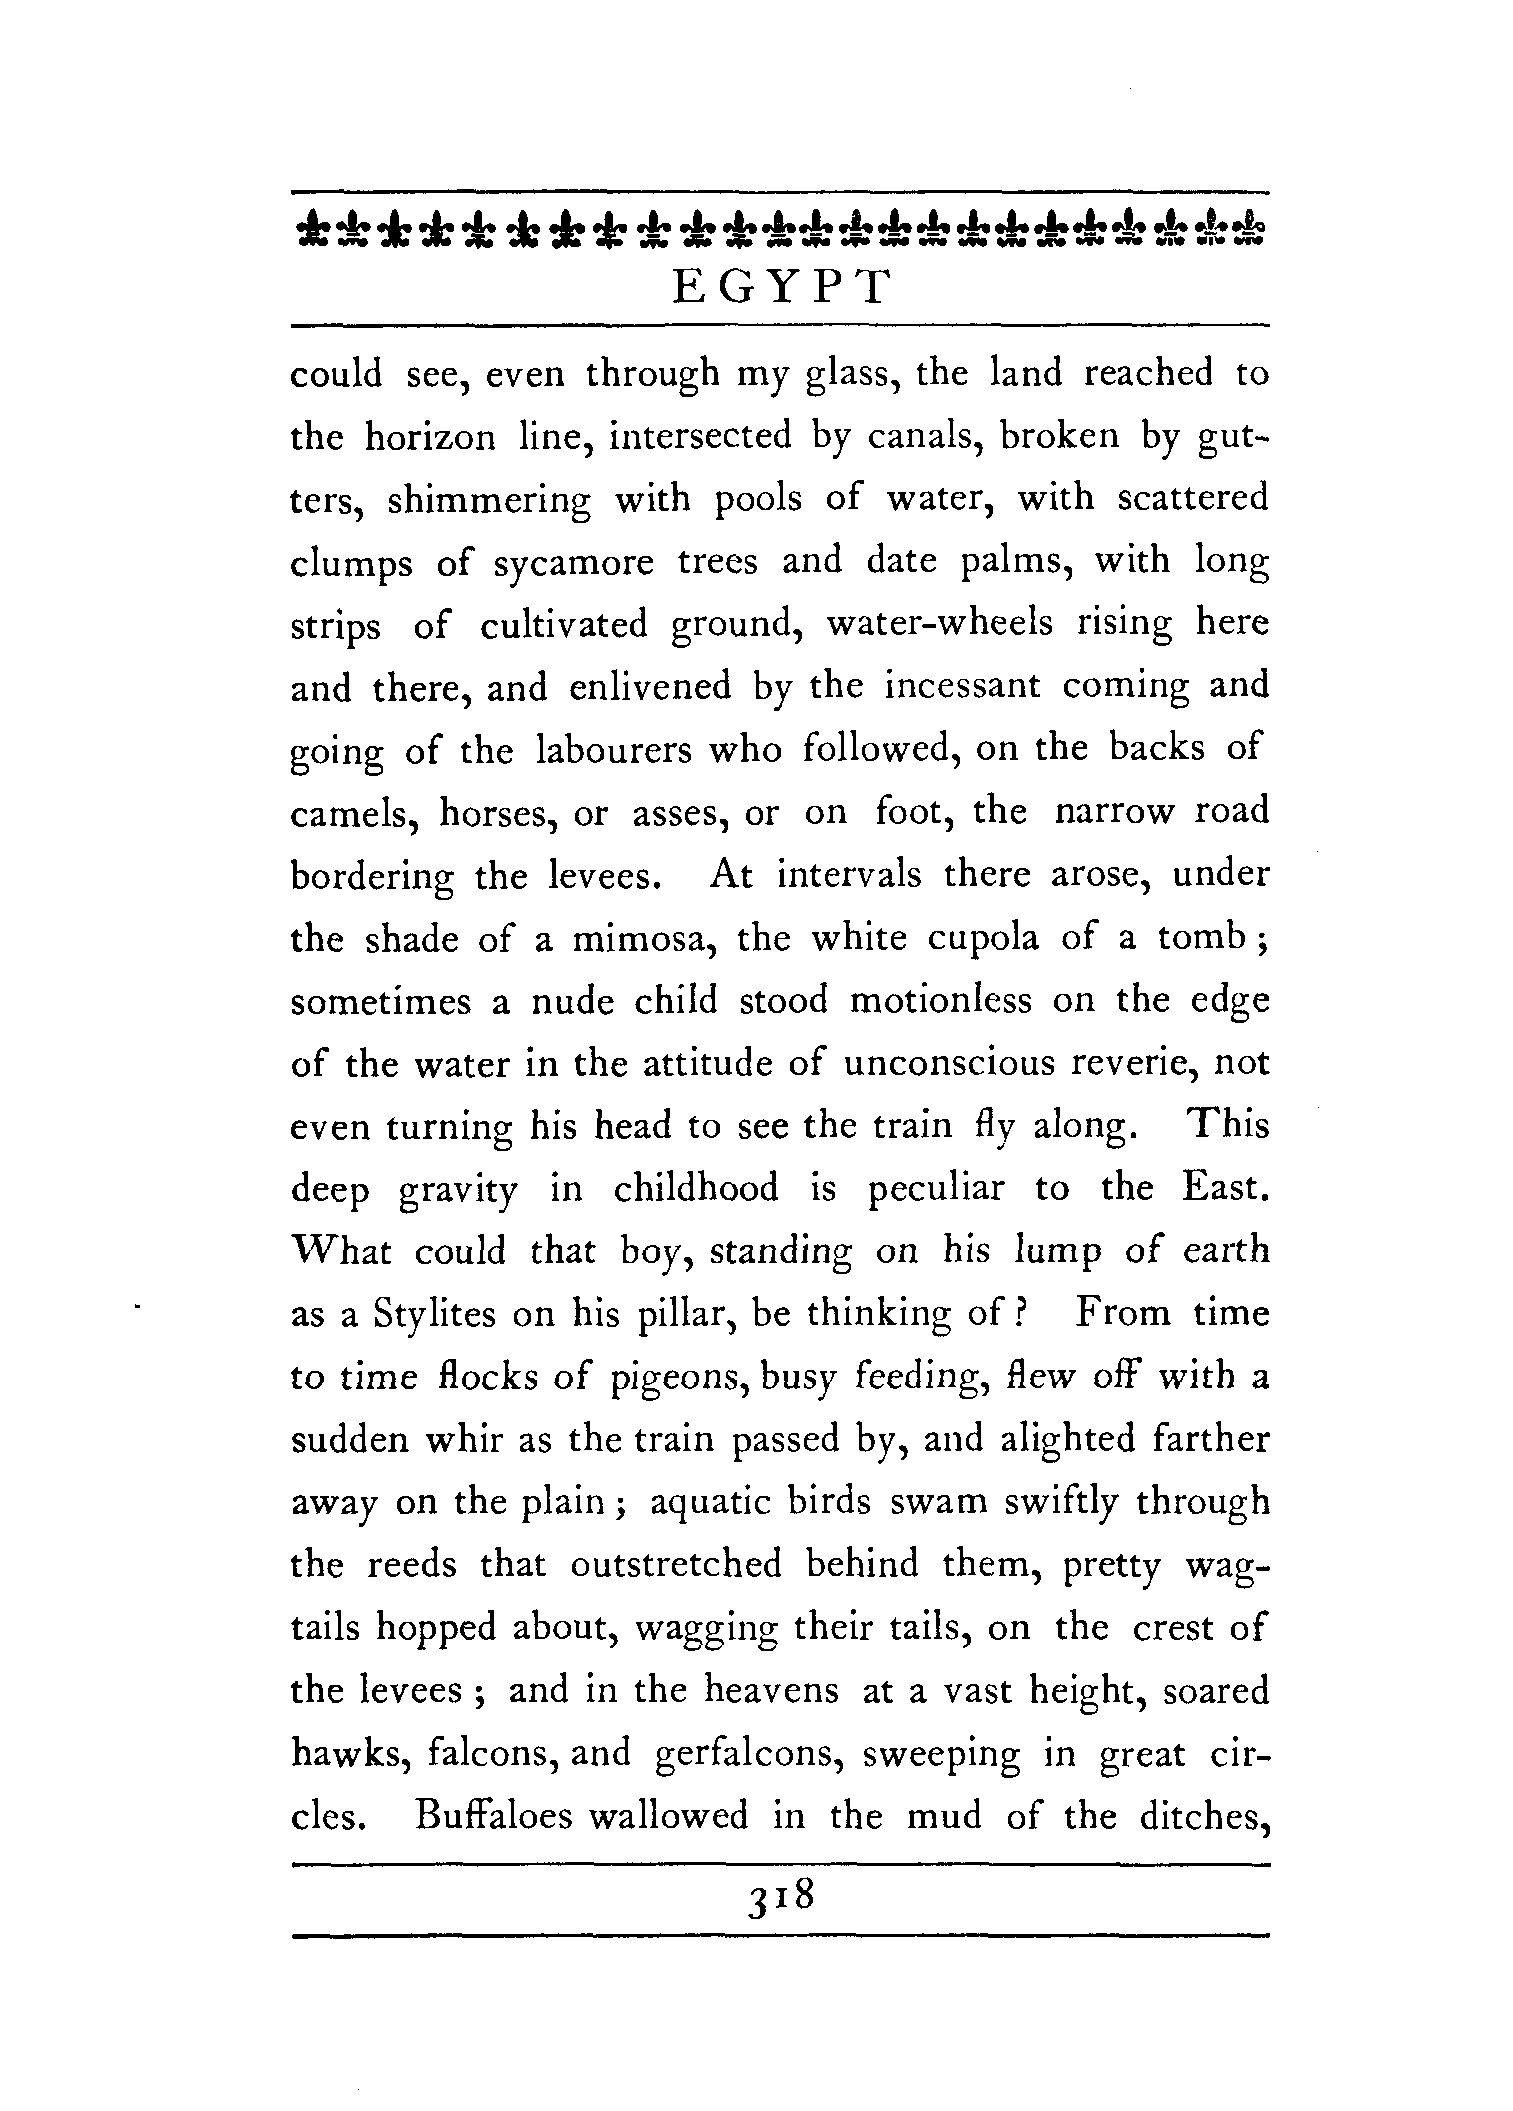 EGYPT
could see, even through my glass, the land reached to
the horizon line, intersected by canals, broken by gut-
ters, shimmering with pools of water, with scattered
clumps of sycamore trees and date palms, with long
strips of cultivated ground, water-wheels rising here
and there, and enlivened by the incessant coming and
going of the labourers who followed, on the backs of
camels, horses, or asses, or on foot, the narrow road
bordering the levees. At intervals there arose, under
the shade of a mimosa, the white cupola of a tomb ;
sometimes a nude child stood motionless on the edge
of the water in the attitude of unconscious reverie, not
even turning his head to see the train fly along. This
deep gravity in childhood is peculiar to the East.
What could that boy, standing on his lump of earth
as a Stylites on his pillar, be thinking of ? From time
to time flocks of pigeons, busy feeding, flew off with a
sudden whir as the train passed by, and alighted farther
away on the plain ; aquatic birds swam swiftly through
the reeds that outstretched behind them, pretty wag-
tails hopped about, wagging their tails, on the crest of
the levees ; and in the heavens at a vast height, soared
hawks, falcons, and gerfalcons, sweeping in great cir-
cles. Buffaloes wallowed in the mud of the ditches,
318